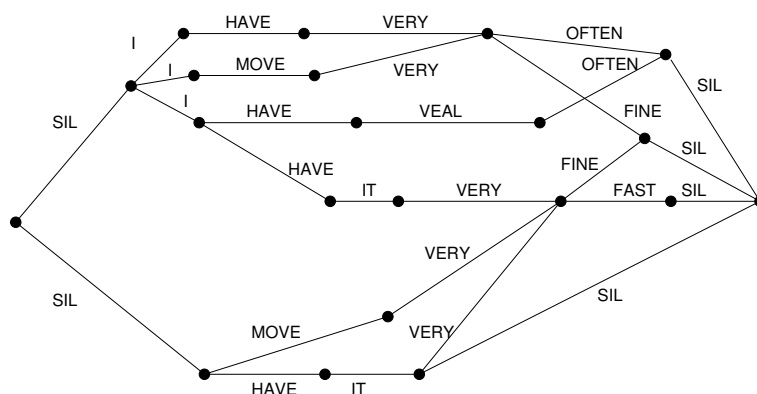 HAVE VERY
OFTEN
I
I MOVE VERY OFTEN
SIL
I HAVE VEAL FINE
SIL
SIL
HAVE FINE
IT VERY FAST SIL
VERY
SIL
SIL
MOVE VERY
HAVE IT